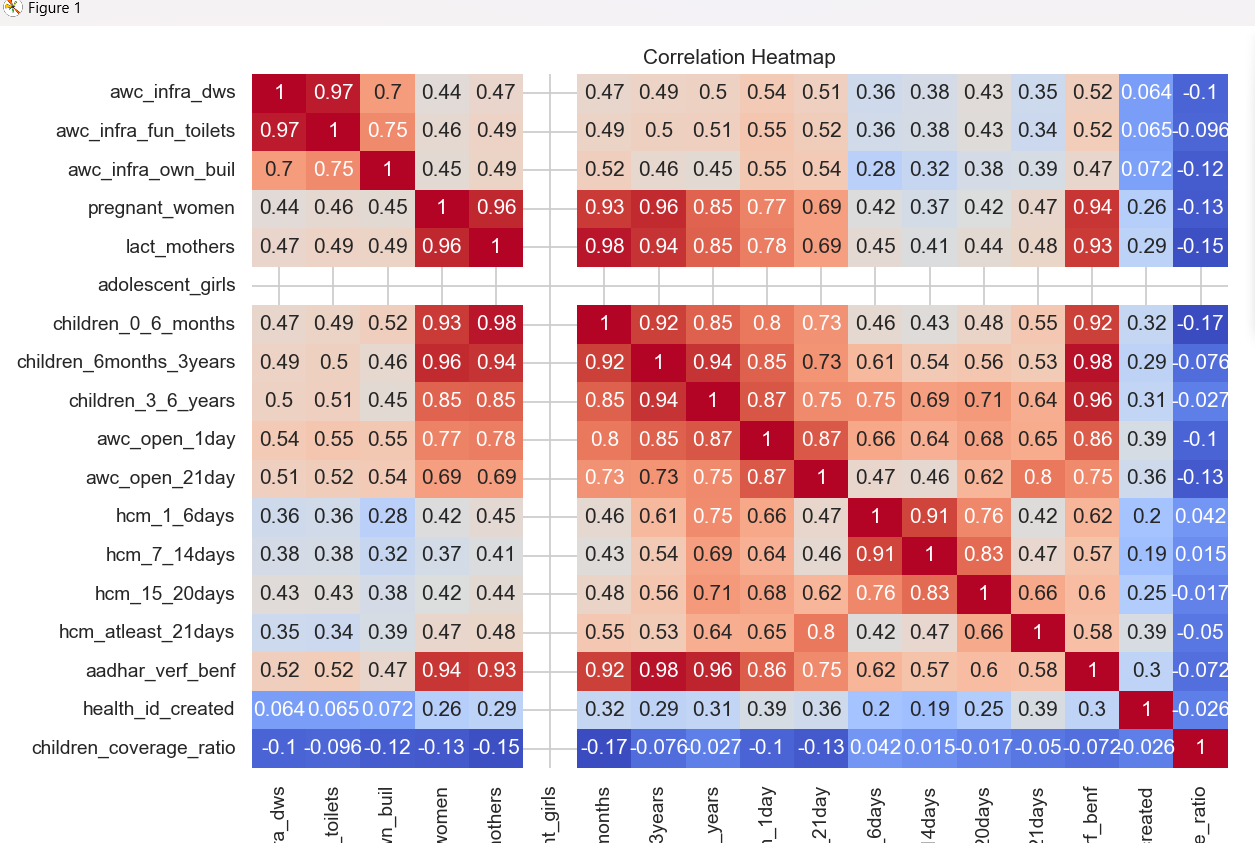 Figure 1
Correlation Heatmap
awc_infra_dws 1 0.97 0.7 0.44 0.47 0.47 0.49 0.5 0.54 0.51 0.36 0.38 0.43 0.35 0.52 0.064 -0.1
awc_infra_fun_toilets 0.97 1 0.75 0.46 0.49 0.49 0.5 0.51 0.55 0.52 0.36 0.38 0.43 0.34 0.52 0.065 -0.096
awc_infra_own_buil 0.7 0.75 1 0.45 0.49 0.52 0.46 0.45 0.55 0.54 0.28 0.32 0.38 0.39 0.47 0.072 -0.12
pregnant_women 0.44 0.46 0.45 1 0.96 0.93 0.96 0.85 0.77 0.69 0.42 0.37 0.42 0.47 0.94 0.26 -0.13
lact_mothers 0.47 0.49 0.49 0.96 1 0.98 0.94 0.85 0.78 0.69 0.45 0.41 0.44 0.48 0.93 0.29 -0.15
adolescent_girls
children_0_6_months 0.47 0.49 0.52 0.93 0.98 1 0.92 0.85 0.8 0.73 0.46 0.43 0.48 0.55 0.92 0.32 -0.17
children_6months_3years 0.49 0.5 0.46 0.96 0.94 0.92 1 0.94 0.85 0.73 0.61 0.54 0.56 0.53 0.98 0.29 -0.076
children_3_6_years 0.5 0.51 0.45 0.85 0.85 0.85 0.94 1 0.87 0.75 0.75 0.69 0.71 0.64 0.96 0.31 -0.027
awc_open_1day 0.54 0.55 0.55 0.77 0.78 0.8 0.85 0.87 1 0.87 0.66 0.64 0.68 0.65 0.86 0.39 -0.1
awc_open_21day 0.51 0.52 0.54 0.69 0.69 0.73 0.73 0.75 0.87 1 0.47 0.46 0.62 0.8 0.75 0.36 -0.13
hcm_1_6days 0.36 0.36 0.28 0.42 0.45 0.46 0.61 0.75 0.66 0.47 1 0.91 0.76 0.42 0.62 0.2 0.042
hcm_7_14days 0.38 0.38 0.32 0.37 0.41 0.43 0.54 0.69 0.64 0.46 0.91 1 0.83 0.47 0.57 0.19 0.015
hcm_15_20days 0.43 0.43 0.38 0.42 0.44 0.48 0.56 0.71 0.68 0.62 0.76 0.83 1 0.66 0.6 0.25 -0.017
hcm_atleast_21days 0.35 0.34 0.39 0.47 0.48 0.55 0.53 0.64 0.65 0.8 0.42 0.47 0.66 1 0.58 0.39 -0.05
aadhar_verf_benf 0.52 0.52 0.47 0.94 0.93 0.92 0.98 0.96 0.86 0.75 0.62 0.57 0.6 0.58 1 0.3 -0.072
health_id_created 0.064 0.065 0.072 0.26 0.29 0.32 0.29 0.31 0.39 0.36 0.2 0.19 0.25 0.39 0.3 1 -0.026
children_coverage_ratio -0.1 -0.096 -0.12 -0.13 -0.15 -0.17 -0.076 -0.027 -0.1 -0.13 0.042 0.015 -0.017 -0.05 -0.072 -0.026 1
ra_dws
_toilets
wn_buil
women
nothers
nt_girls
months
3years
_years
n_1day
_21day
_6days
14days
20days
21days
rf_benf
created
e_ratio